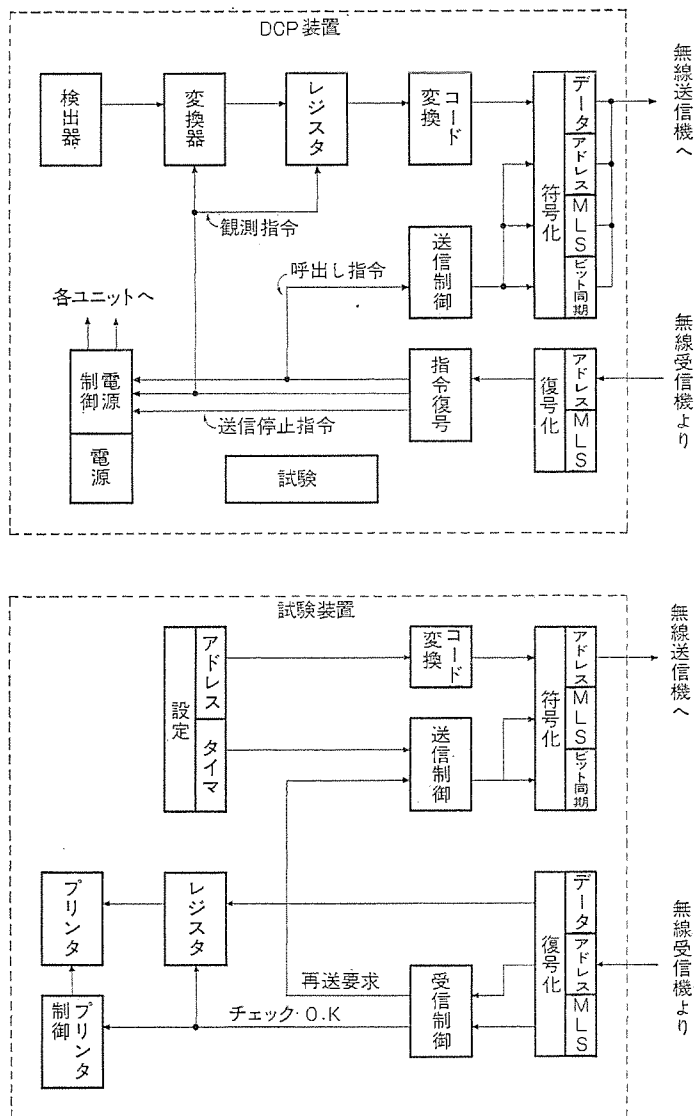 DCP装置
検出器
変換器
レジスタ
コード
変換
符号化
データ
アドレス
MLS
ビット同期
無線送信機へ
観測指令
呼出し指令
送信制御
各ユニットへ
電源
制御
電源
送信停止指令
指令復号
復号化
アドレス
MLS
無線受信機より
試験
試験装置
設定
アドレス
タイマ
コード
変換
送信制御
符号化
アドレス
MLS
ビット同期
無線送信機へ
プリンタ
レジスタ
プリンタ
制御
再送要求
チェック·O.K
受信制御
復号化
データ
アドレス
MLS
無線受信機より